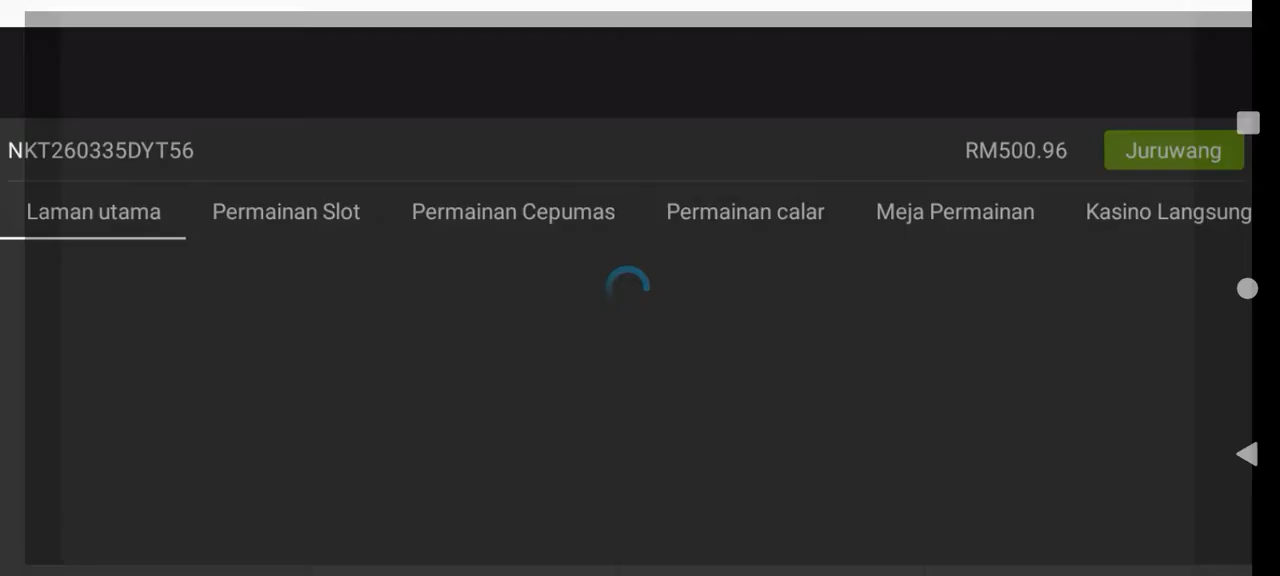 NKT260335DYT56 RM500.96 Juruwang
Laman utama Permainan Slot Permainan Cepumas Permainan calar Meja Permainan Kasino Langsung